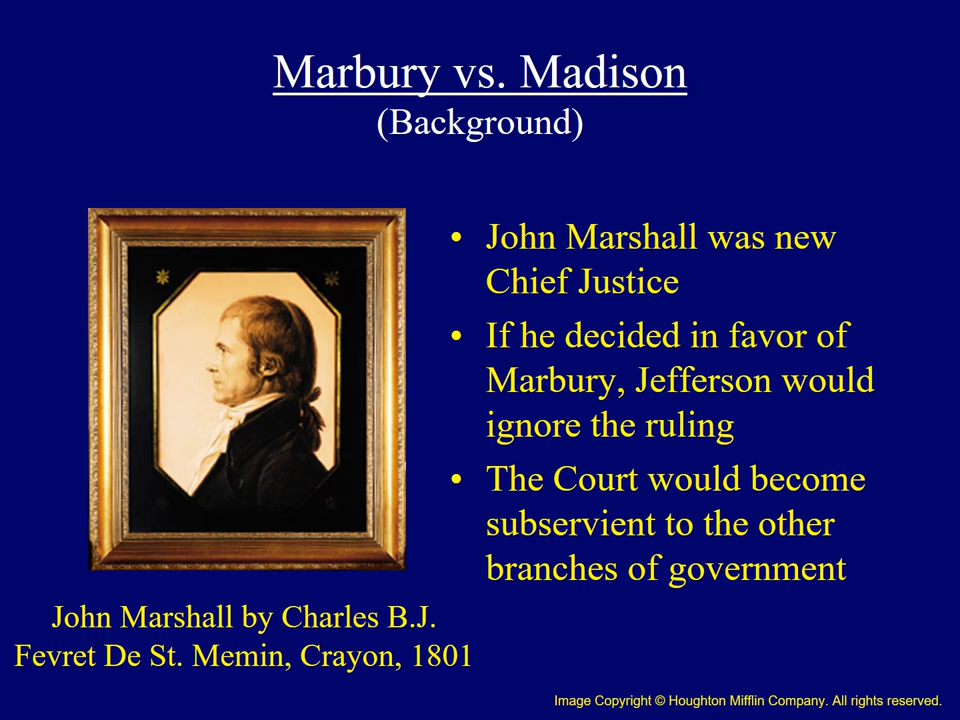 Marbury vs. Madison
(Background)
• John Marshall was new
Chief Justice
• If he decided in favor of
Marbury, Jefferson would
ignore the ruling
• The Court would become
subservient to the other
branches of government
John Marshall by Charles B.J.
Fevret De St. Memin, Crayon, 1801
Image Copyright © Houghton Mifflin Company. All rights reserved.